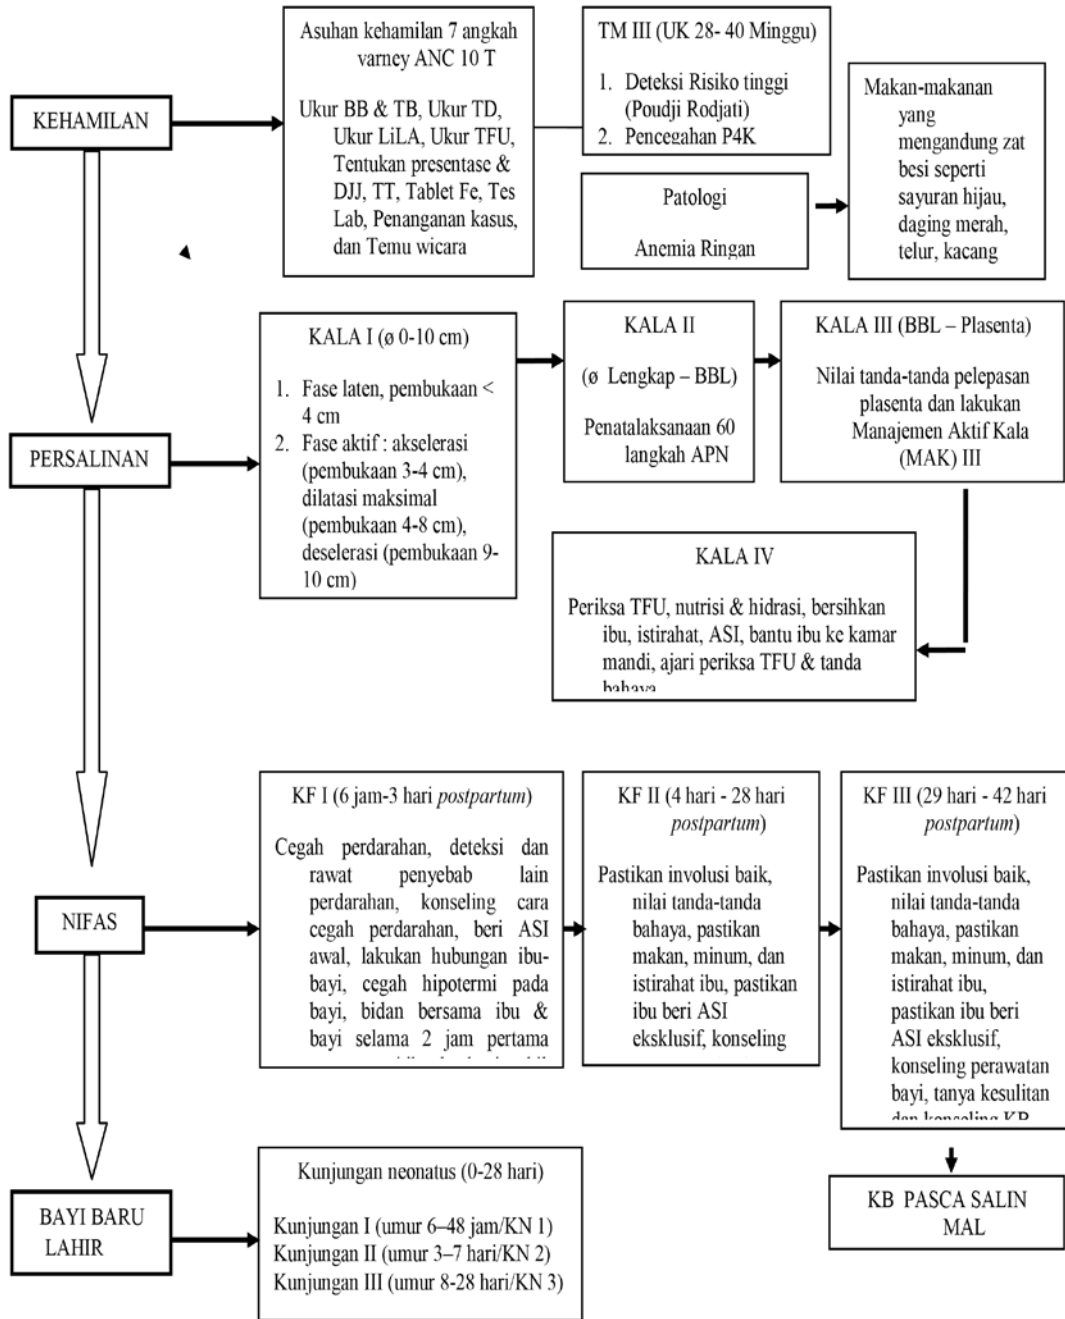 KEHAMILAN
Asuhan kehamilan 7 angkah
varney ANC 10 T
Ukur BB & TB, Ukur TD,
Ukur LiLA, Ukur TFU,
Tentukan presentase &
DJJ, TT, Tablet Fe, Tes
Lab, Penanganan kasus,
dan Temu wicara
TM III (UK 28- 40 Minggu)
1. Deteksi Risiko tinggi
(Poudji Rodjati)
2. Pencegahan P4K
Patologi
Anemia Ringan
Makan-makanan
yang
mengandung zat
besi seperti
sayuran hijau,
daging merah,
telur, kacang
PERSALINAN
KALA I (ø 0-10 cm)
1. Fase laten, pembukaan <
4 cm
2. Fase aktif : akselerasi
(pembukaan 3-4 cm),
dilatasi maksimal
(pembukaan 4-8 cm),
deselerasi (pembukaan 9-
10 cm)
KALA II
(ø Lengkap – BBL)
Penatalaksanaan 60
langkah APN
KALA III (BBL – Plasenta)
Nilai tanda-tanda pelepasan
plasenta dan lakukan
Manajemen Aktif Kala
(MAK) III
KALA IV
Periksa TFU, nutrisi & hidrasi, bersihkan
ibu, istirahat, ASI, bantu ibu ke kamar
mandi, ajari periksa TFU & tanda
bahaya
NIFAS
KF I (6 jam-3 hari postpartum)
Cegah perdarahan, deteksi dan
rawat penyebab lain
perdarahan, konseling cara
cegah perdarahan, beri ASI
awal, lakukan hubungan ibu-
bayi, cegah hipotermi pada
bayi, bidan bersama ibu &
bayi selama 2 jam pertama
KF II (4 hari - 28 hari
postpartum)
Pastikan involusi baik,
nilai tanda-tanda
bahaya, pastikan
makan, minum, dan
istirahat ibu, pastikan
ibu beri ASI
eksklusif, konseling
KF III (29 hari - 42 hari
postpartum)
Pastikan involusi baik,
nilai tanda-tanda
bahaya, pastikan
makan, minum, dan
istirahat ibu,
pastikan ibu beri
ASI eksklusif,
konseling perawatan
bayi, tanya kesulitan
dan konseling KB
KB PASCA SALIN
MAL
BAYI BARU
LAHIR
Kunjungan neonatus (0-28 hari)
Kunjungan I (umur 6–48 jam/KN 1)
Kunjungan II (umur 3–7 hari/KN 2)
Kunjungan III (umur 8-28 hari/KN 3)